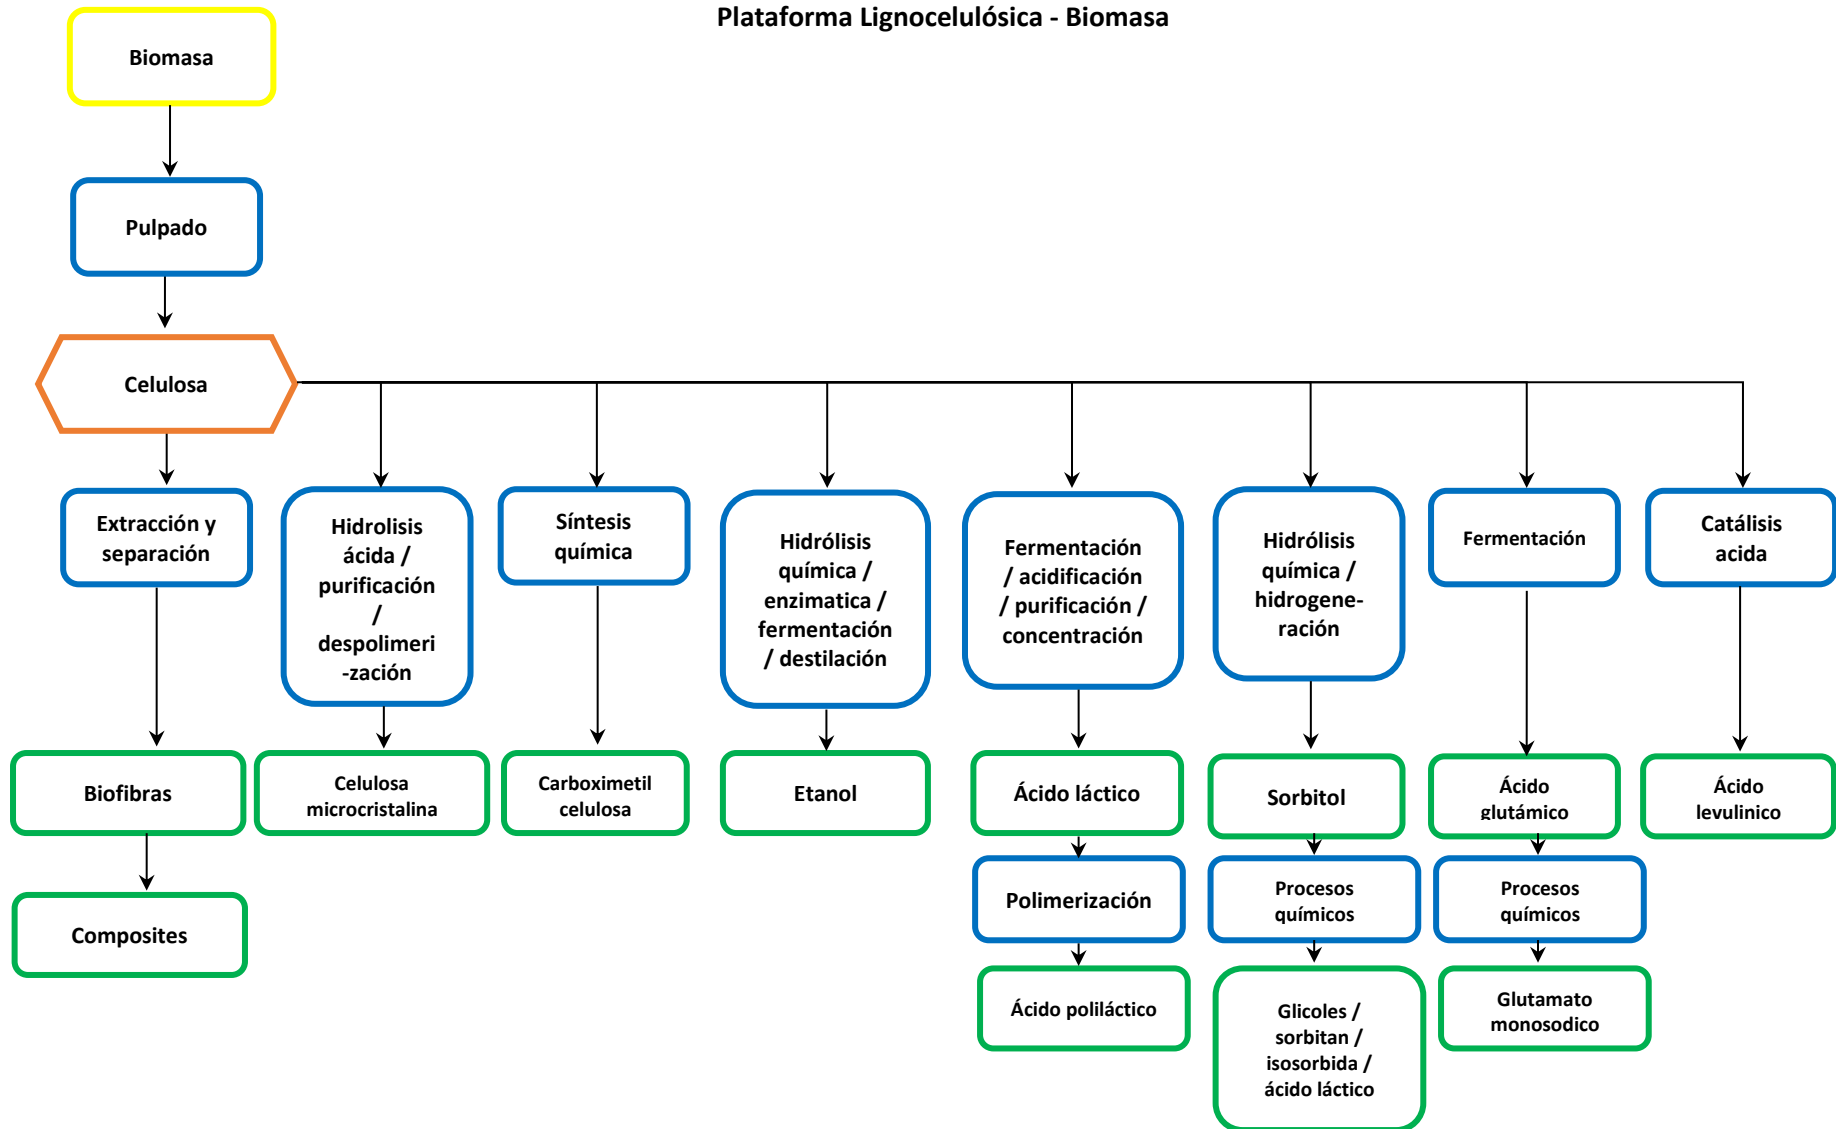 Plataforma Lignocelulósica - Biomasa
Biomasa
Pulpado
Celulosa
Extracción y
separación
Hidrolisis
ácida /
purificación
/
despolimeri
-zación
Síntesis
química
Hidrólisis
química /
enzimatica /
fermentación
/ destilación
Fermentación
/ acidificación
/ purificación /
concentración
Hidrólisis
química /
hidrogene-
ración
Fermentación
Catálisis
acida
Biofibras
Celulosa
microcristalina
Carboximetil
celulosa
Etanol
Ácido láctico
Sorbitol
Ácido
glutámico
Ácido
levulinico
Composites
Polimerización
Procesos
químicos
Procesos
químicos
Ácido poliláctico
Glicoles /
sorbitan /
isosorbida /
ácido láctico
Glutamato
monosodico